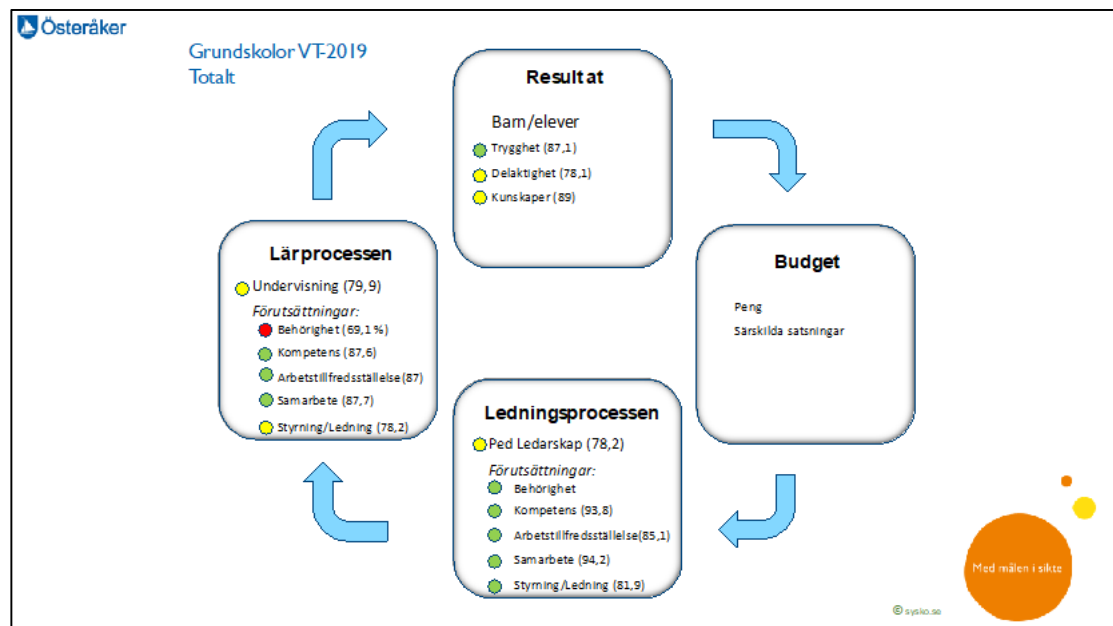 Österåker
Grundskolor VT-2019
Totalt
Resultat
Barn/elever
Trygghet (87,1)
Delaktighet (78,1)
Kunskaper (89)
Lärprocessen
Undervisning (79,9)
Förutsättningar:
Behörighet (69,1%)
Kompetens (87,6)
Arbetstillfredsställelse(87)
Samarbete (87,7)
Styrning/Ledning (78,2)
Budget
Peng
Särskilda satsningar
Ledningsprocessen
Ped Ledarskap (78,2)
Förutsättningar:
Behörighet
Kompetens (93,8)
Arbetstillfredsställelse(85,1)
Samarbete (94,2)
Styrning/Ledning (81,9)
Med målen i sikte
© sysko.se